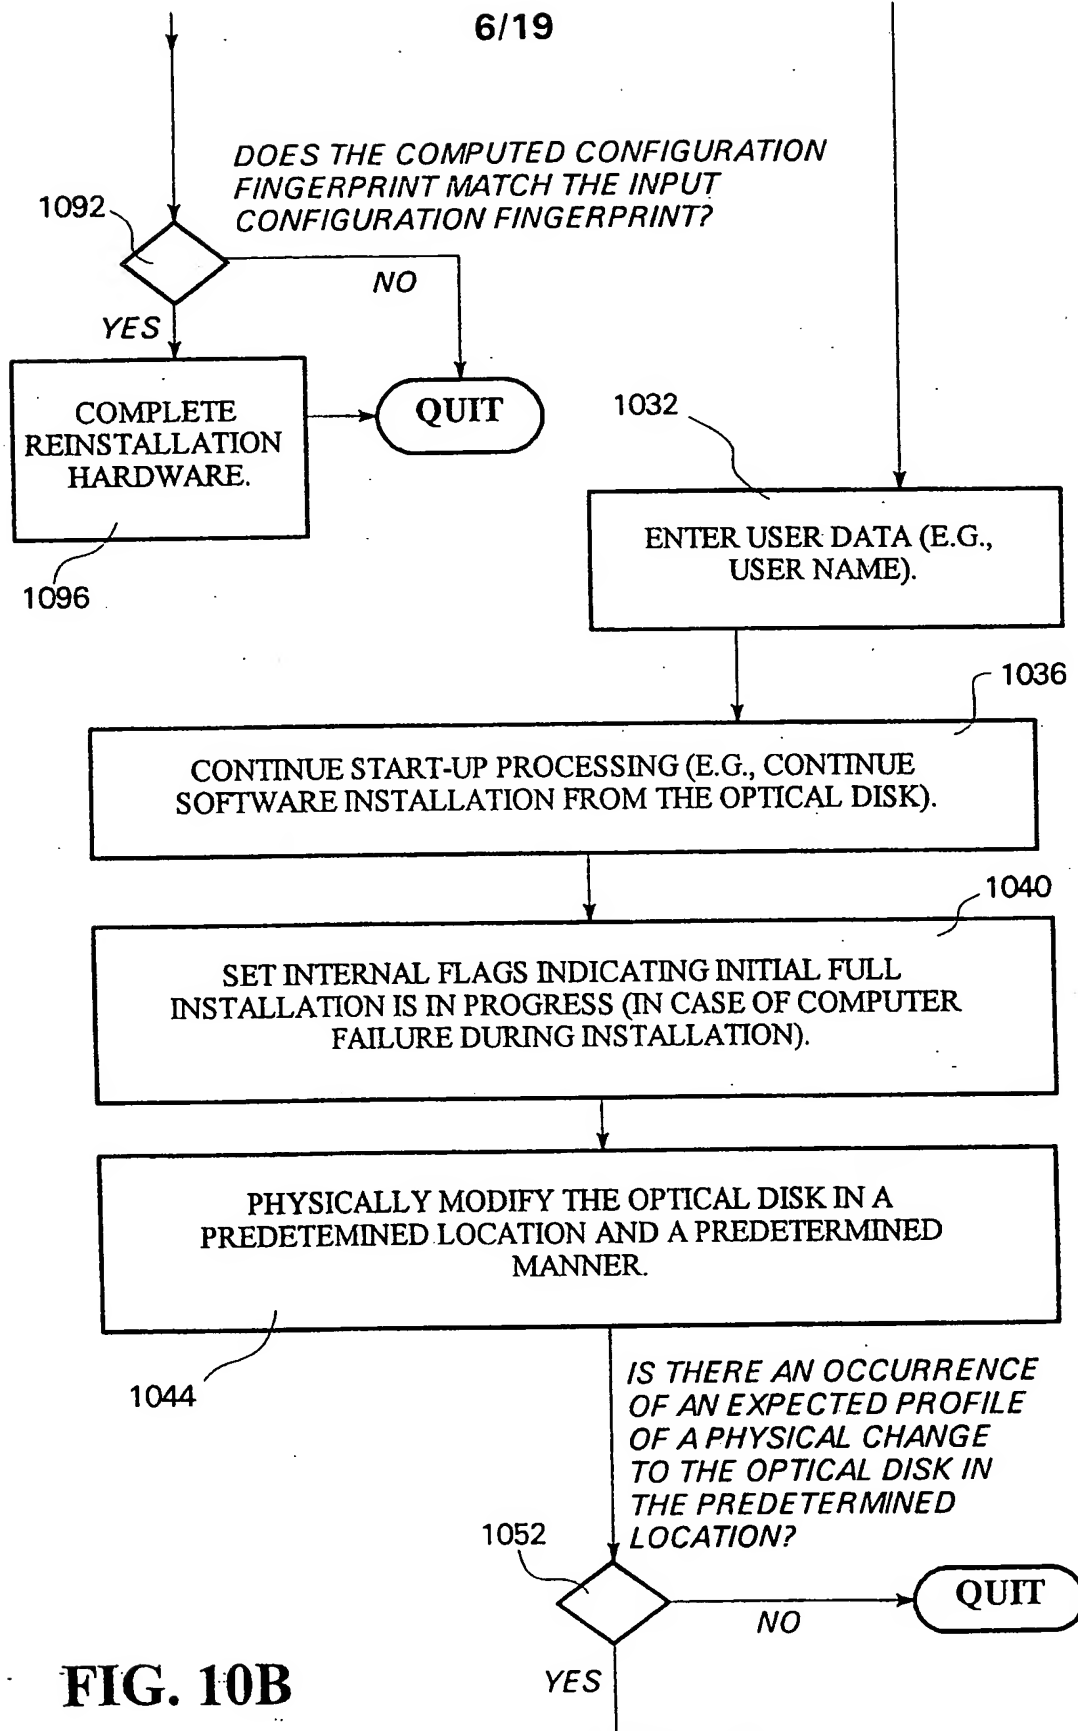 6/19
DOES THE COMPUTED CONFIGURATION
FINGERPRINT MATCH THE INPUT
CONFIGURATION FINGERPRINT?
1092
NO
YES
COMPLETE
REINSTALLATION
HARDWARE.
QUIT
1096
1032
ENTER USER DATA (E.G.,
USER NAME).
1036
CONTINUE START-UP PROCESSING (E.G., CONTINUE
SOFTWARE INSTALLATION FROM THE OPTICAL DISK).
1040
SET INTERNAL FLAGS INDICATING INITIAL FULL
INSTALLATION IS IN PROGRESS (IN CASE OF COMPUTER
FAILURE DURING INSTALLATION).
PHYSICALLY MODIFY THE OPTICAL DISK IN A
PREDETEMINED LOCATION AND A PREDETERMINED
MANNER.
1044
IS THERE AN OCCURRENCE
OF AN EXPECTED PROFILE
OF A PHYSICAL CHANGE
TO THE OPTICAL DISK IN
THE PREDETERMINED
LOCATION?
1052
NO
QUIT
YES
FIG. 10B